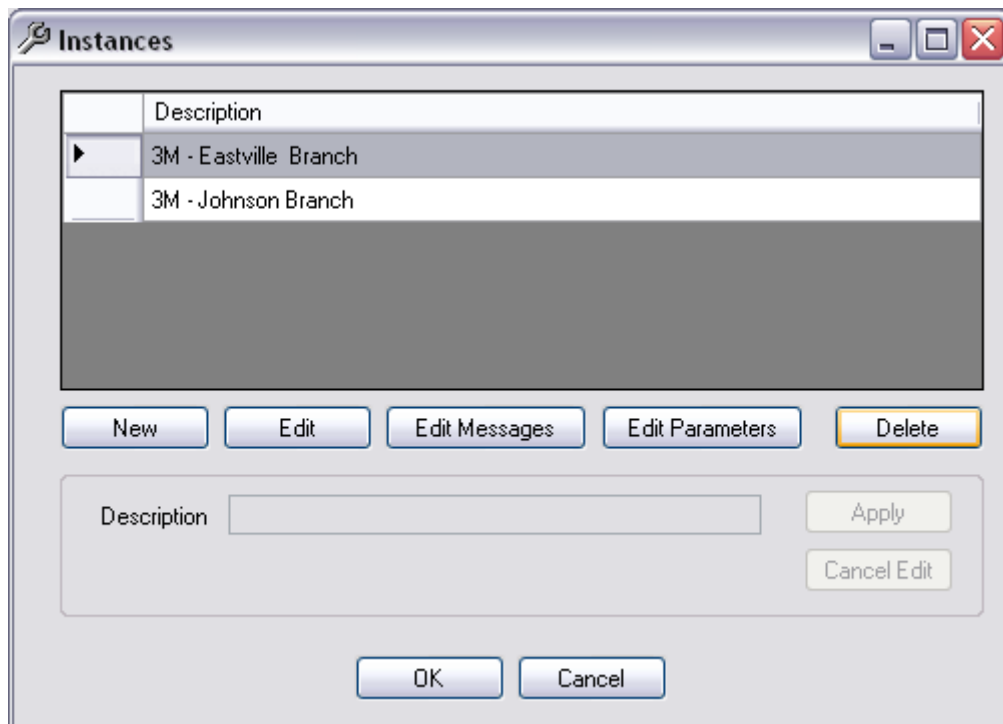 Instances
Description
3M - Eastville  Branch
3M - Johnson Branch
New Edit Edit Messages Edit Parameters Delete
Description Apply
Cancel Edit
OK Cancel